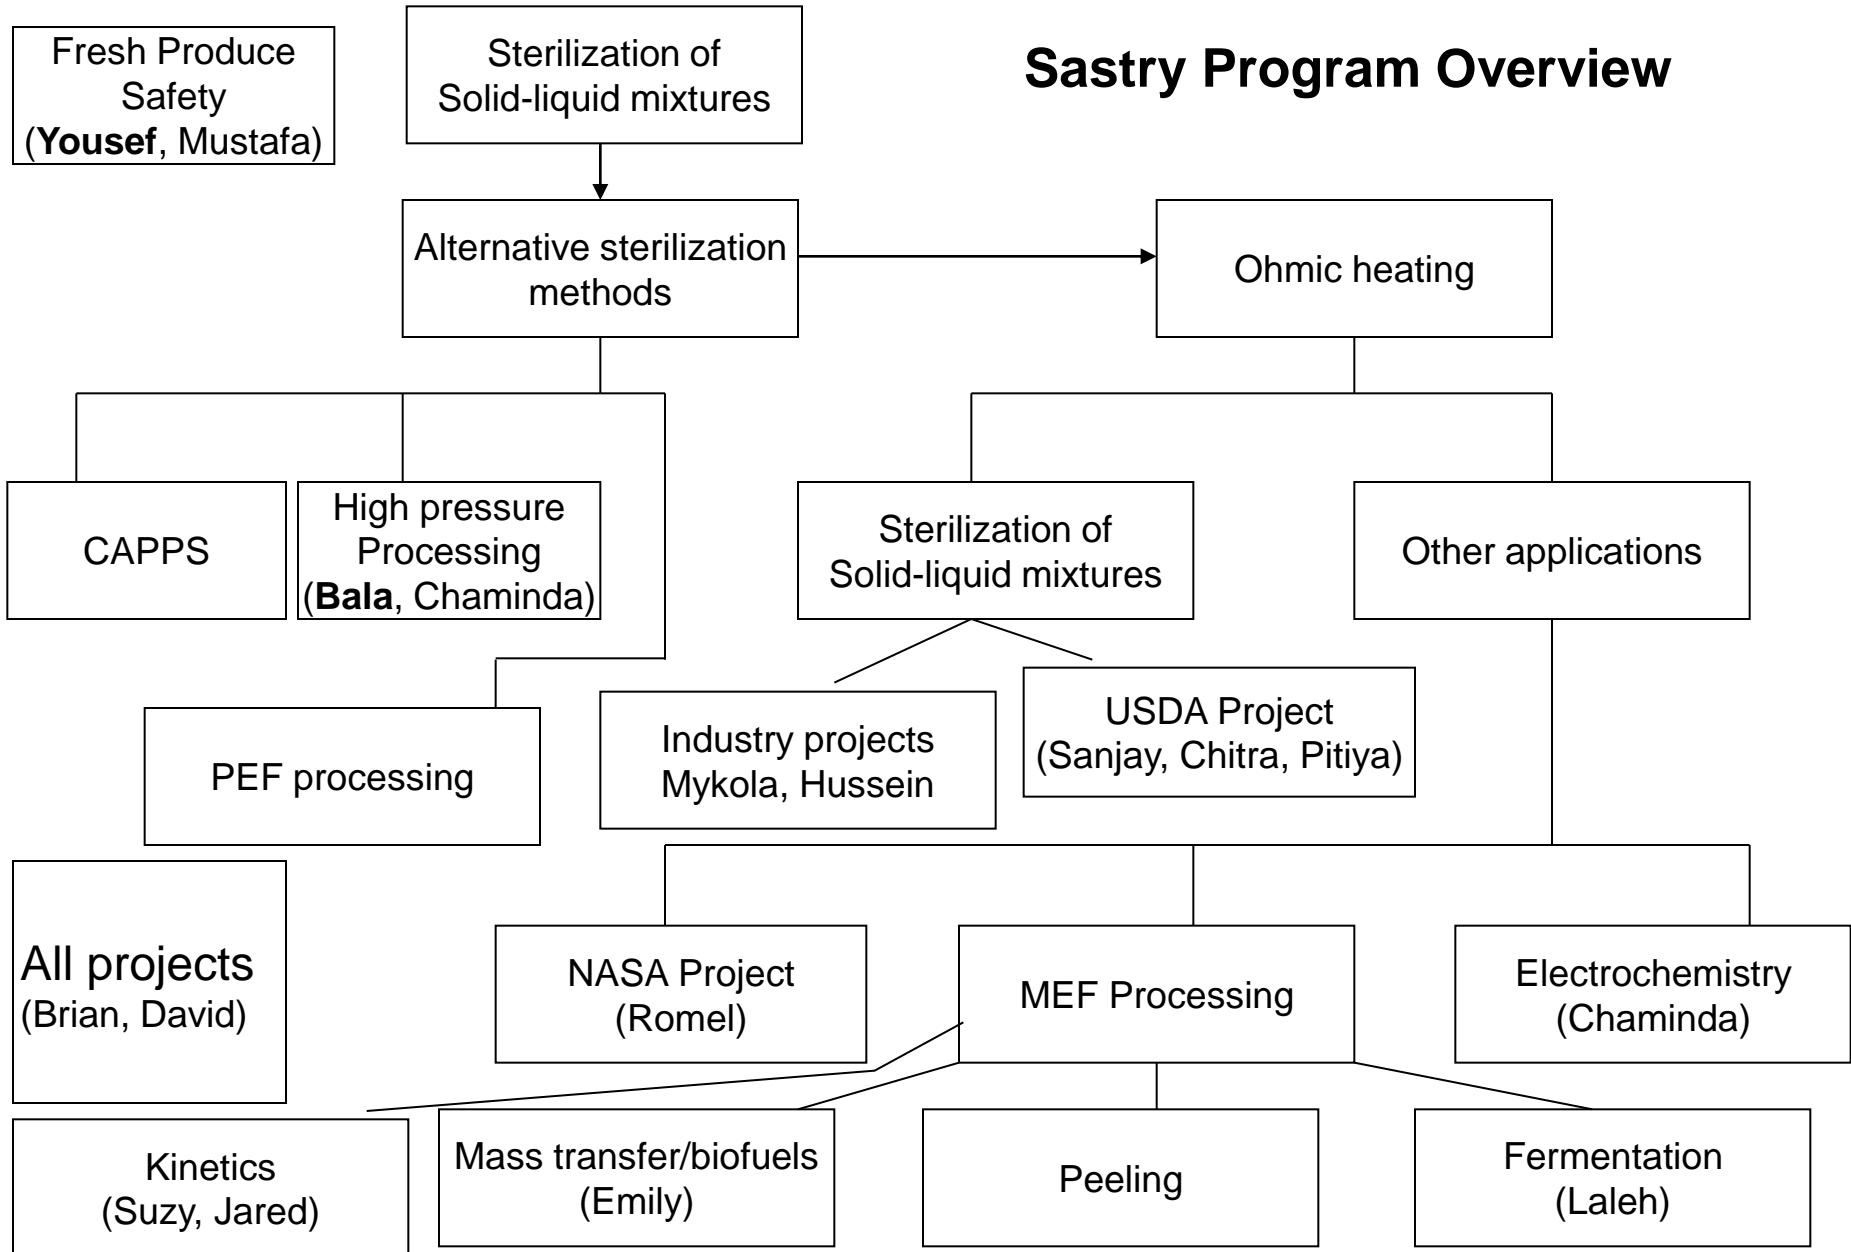 Sastry Program Overview
Fresh Produce
Safety
(Yousef, Mustafa)
Sterilization of
Solid-liquid mixtures
Alternative sterilization
methods
Ohmic heating
CAPPS
High pressure
Processing
(Bala, Chaminda)
Sterilization of
Solid-liquid mixtures
Other applications
PEF processing
Industry projects
Mykola, Hussein
USDA Project
(Sanjay, Chitra, Pitiya)
All projects
(Brian, David)
NASA Project
(Romel)
MEF Processing
Electrochemistry
(Chaminda)
Kinetics
(Suzy, Jared)
Mass transfer/biofuels
(Emily)
Peeling
Fermentation
(Laleh)